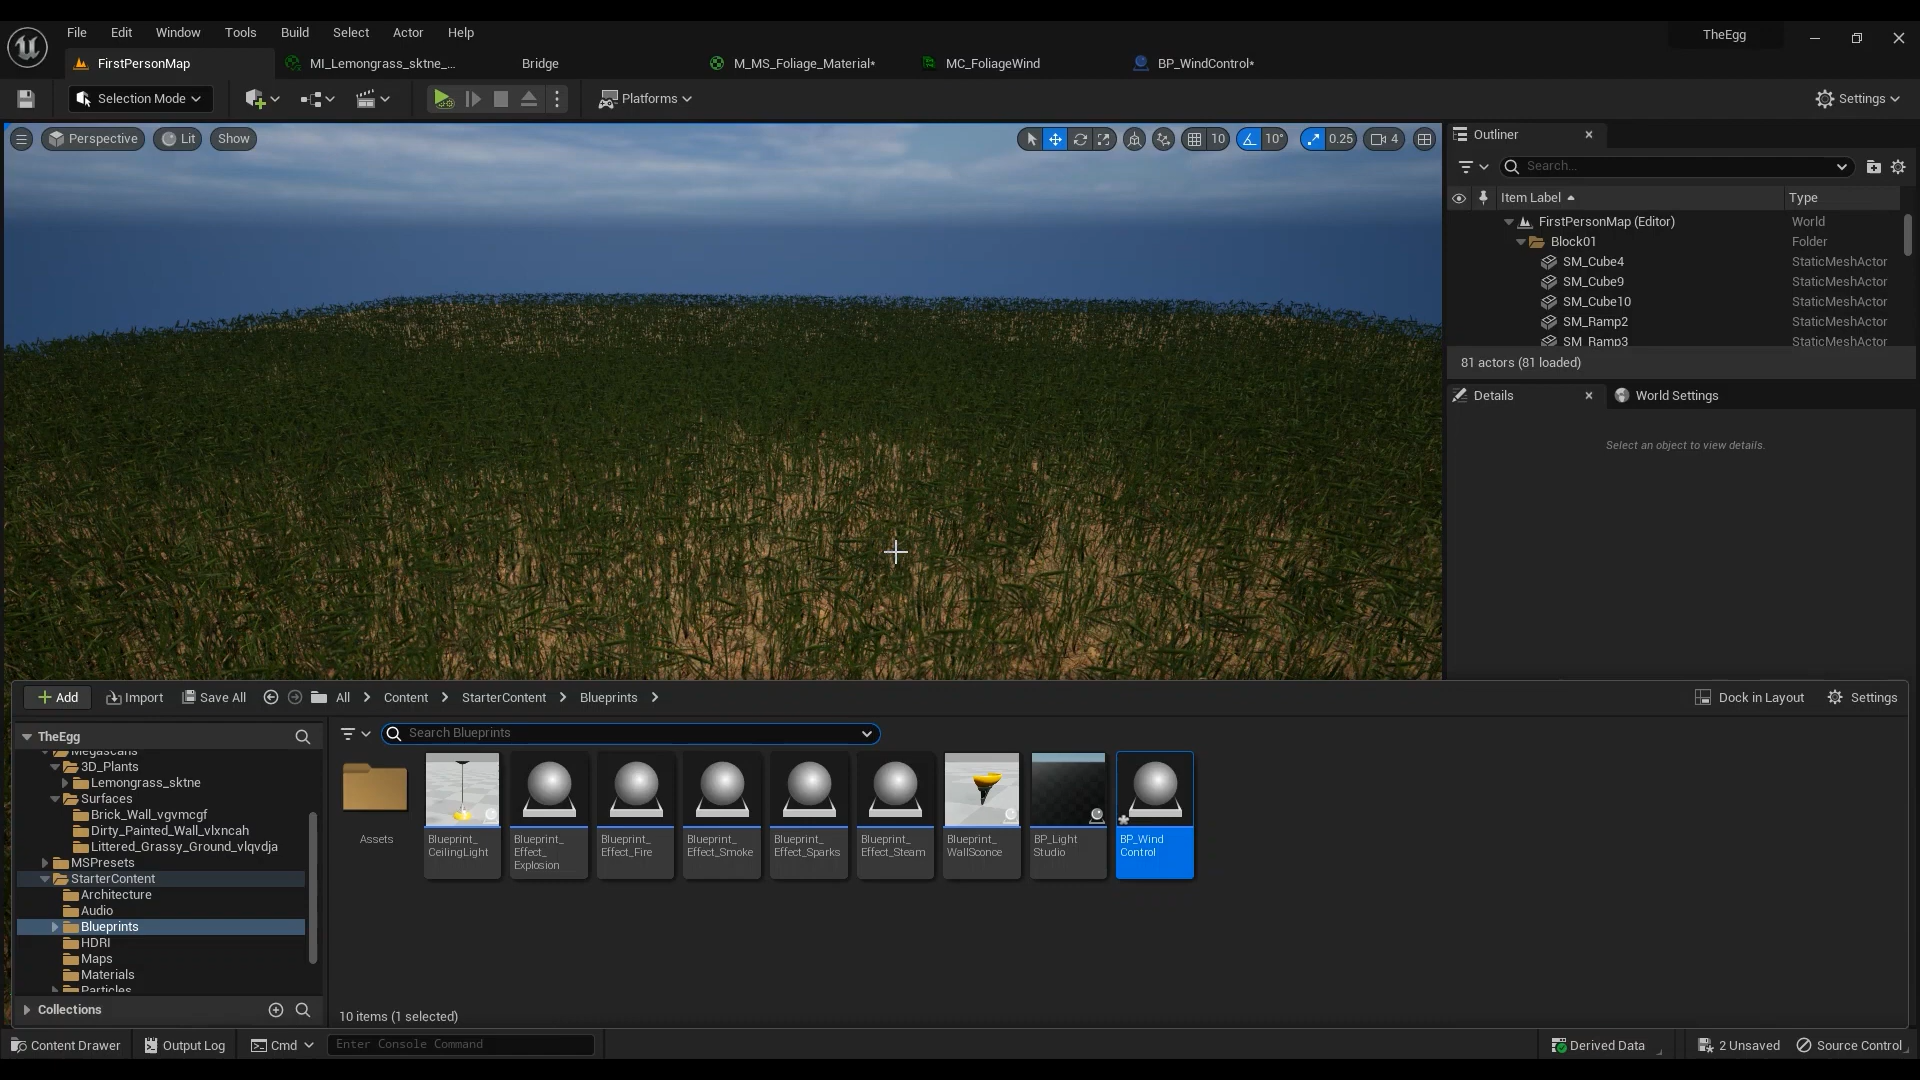 File Edit Window Tools Build Select Actor Help
TheEgg
FirstPersonMap MI_Lemongrass_sktne_... Bridge M_MS_Foliage_Material* MC_FoliageWind BP_WindControl*
Selection Mode Platforms Settings
Perspective Lit Show 10 10° 0.25 4
Outliner
Search...
Item Label Type
FirstPersonMap (Editor) World
Block01 Folder
SM_Cube4 StaticMeshActor
SM_Cube9 StaticMeshActor
SM_Cube10 StaticMeshActor
SM_Ramp2 StaticMeshActor
SM_Ramp3 StaticMeshActor
81 actors (81 loaded)
Details World Settings
Select an object to view details.
Add Import Save All All Content StarterContent Blueprints Dock in Layout Settings
TheEgg
Megascans
3D_Plants
Lemongrass_sktne
Surfaces
Brick_Wall_vgvmcgf
Dirty_Painted_Wall_vlxncah
Littered_Grassy_Ground_vlqvdja
MSPresets
StarterContent
Architecture
Audio
Blueprints
HDRI
Maps
Materials
Particles
Collections
Search Blueprints
Assets
Blueprint_
CeilingLight
Blueprint_
Effect_
Explosion
Blueprint_
Effect_Fire
Blueprint_
Effect_Smoke
Blueprint_
Effect_Sparks
Blueprint_
Effect_Steam
Blueprint_
WallSconce
BP_Light
Studio
BP_Wind
Control
10 items (1 selected)
Content Drawer Output Log Cmd Enter Console Command Derived Data 2 Unsaved Source Control